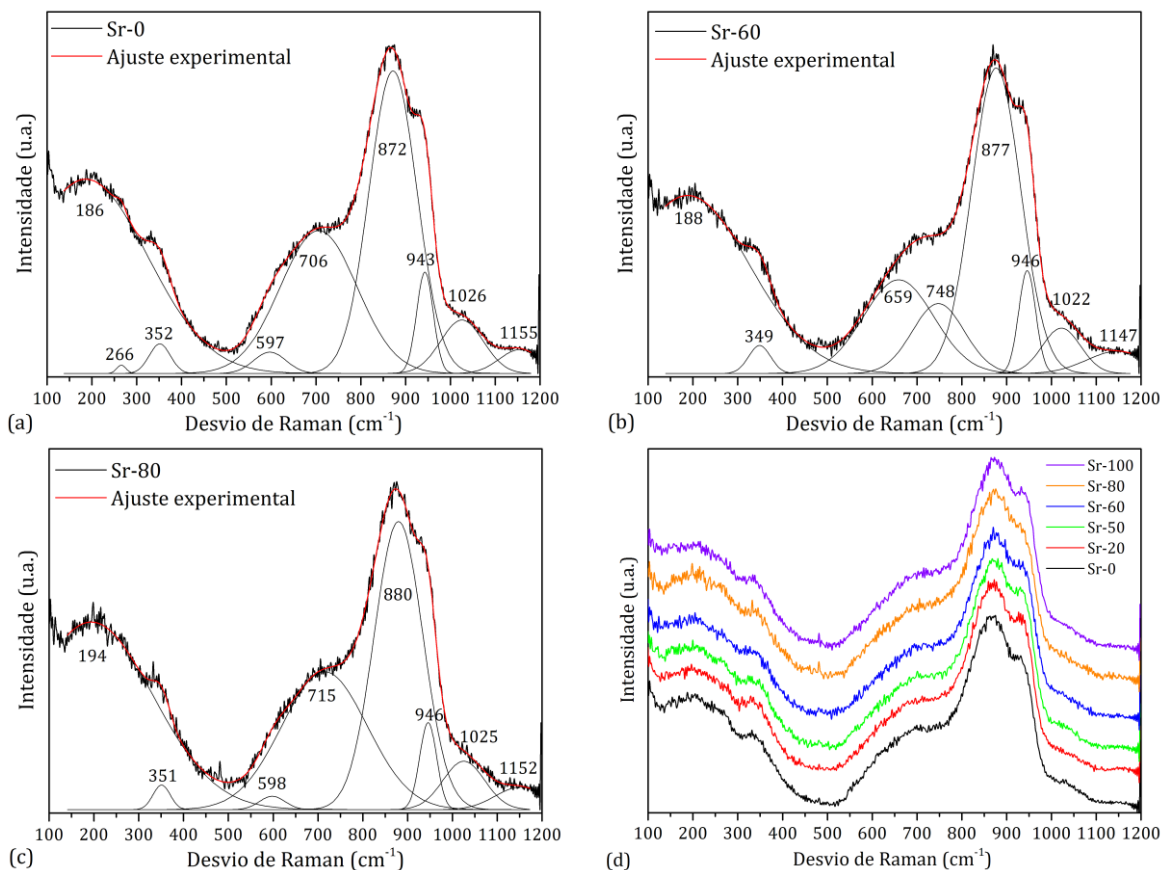 Sr-0
Ajuste experimental
872
186
706
943
1026
352
597
1155
266
Intensidade (u.a.)
100 200 300 400 500 600 700 800 900 1000 1100 1200
Desvio de Raman (cm⁻¹)
(a)
Sr-60
Ajuste experimental
877
188
659
748
946
1022
349
1147
Intensidade (u.a.)
100 200 300 400 500 600 700 800 900 1000 1100 1200
Desvio de Raman (cm⁻¹)
(b)
Sr-80
Ajuste experimental
880
194
715
946
1025
351
598
1152
Intensidade (u.a.)
100 200 300 400 500 600 700 800 900 1000 1100 1200
Desvio de Raman (cm⁻¹)
(c)
Sr-100
Sr-80
Sr-60
Sr-50
Sr-20
Sr-0
Intensidade (u.a.)
100 200 300 400 500 600 700 800 900 1000 1100 1200
Desvio de Raman (cm⁻¹)
(d)